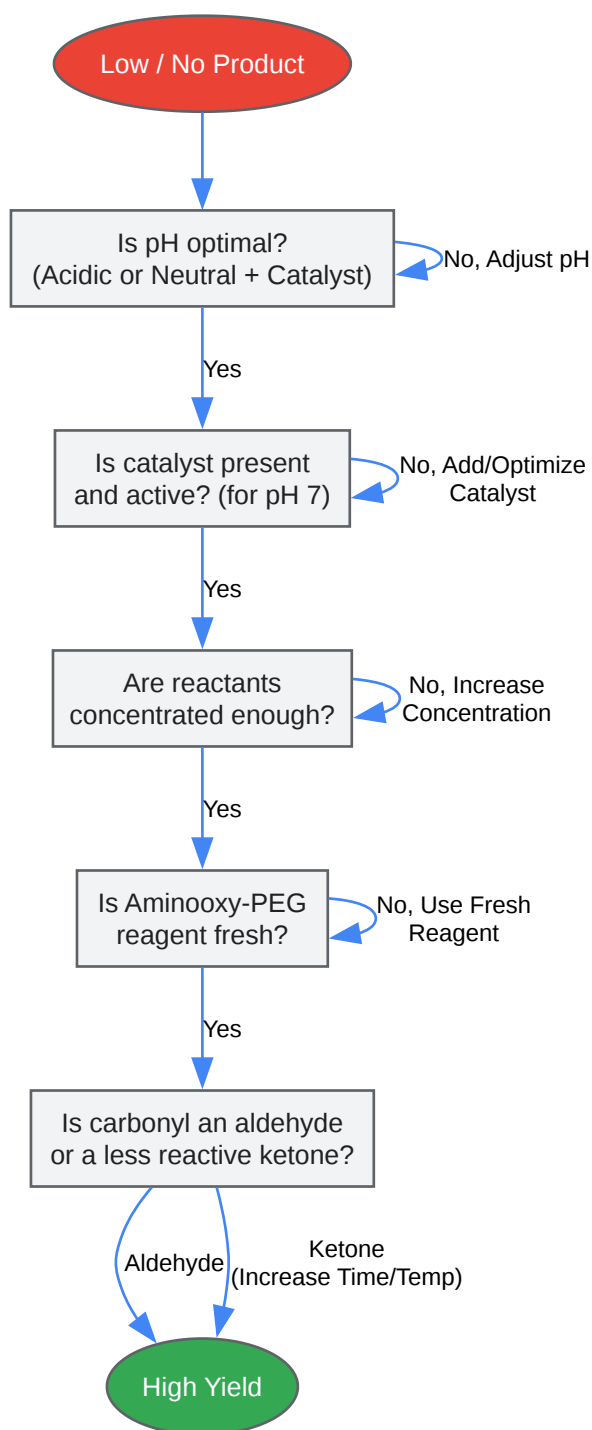 Low / No Product
Is pH optimal?
(Acidic or Neutral + Catalyst)
No, Adjust pH
Yes
Is catalyst present
and active? (for pH 7)
No, Add/Optimize
Catalyst
Yes
Are reactants
concentrated enough?
No, Increase
Concentration
Yes
Is Aminooxy-PEG
reagent fresh?
No, Use Fresh
Reagent
Yes
Is carbonyl an aldehyde
or a less reactive ketone?
Aldehyde
Ketone
(Increase Time/Temp)
High Yield